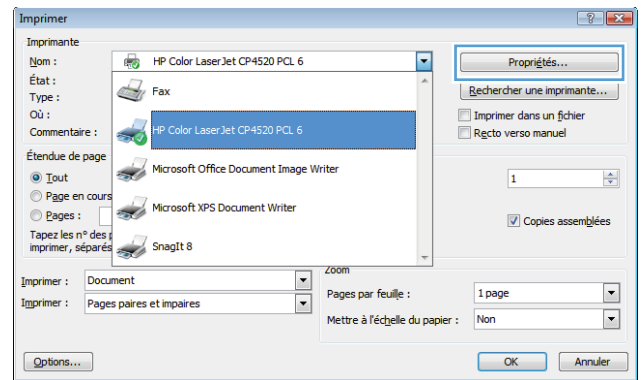 Imprimer
Imprimante
Nom : HP Color LaserJet CP4520 PCL 6 Propriétés...
État :
Type : Rechercher une imprimante...
Où : Imprimer dans un fichier
Commentaire : Recto verso manuel
Fax
HP Color LaserJet CP4520 PCL 6
Microsoft Office Document Image Writer
Microsoft XPS Document Writer
SnagIt 8
Étendue de page
Tout 1
Page en cours
Pages : Copies assemblées
Tapez les n° des
imprimer, séparés
Zoom
Imprimer : Document
Pages par feuille : 1 page
Imprimer : Pages paires et impaires
Mettre à l'échelle du papier : Non
Options... OK Annuler